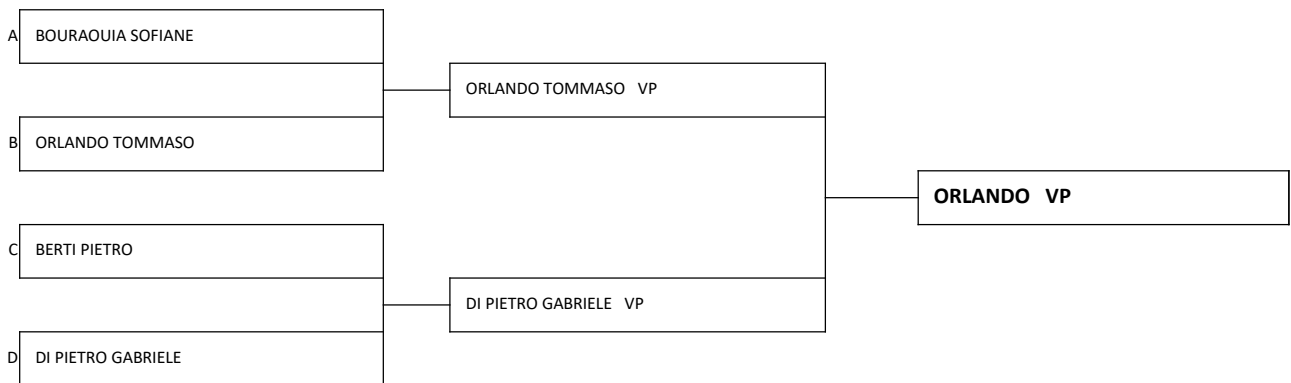 A BOURAOUIA SOFIANE
ORLANDO TOMMASO VP
B ORLANDO TOMMASO
ORLANDO VP
C BERTI PIETRO
DI PIETRO GABRIELE VP
D DI PIETRO GABRIELE